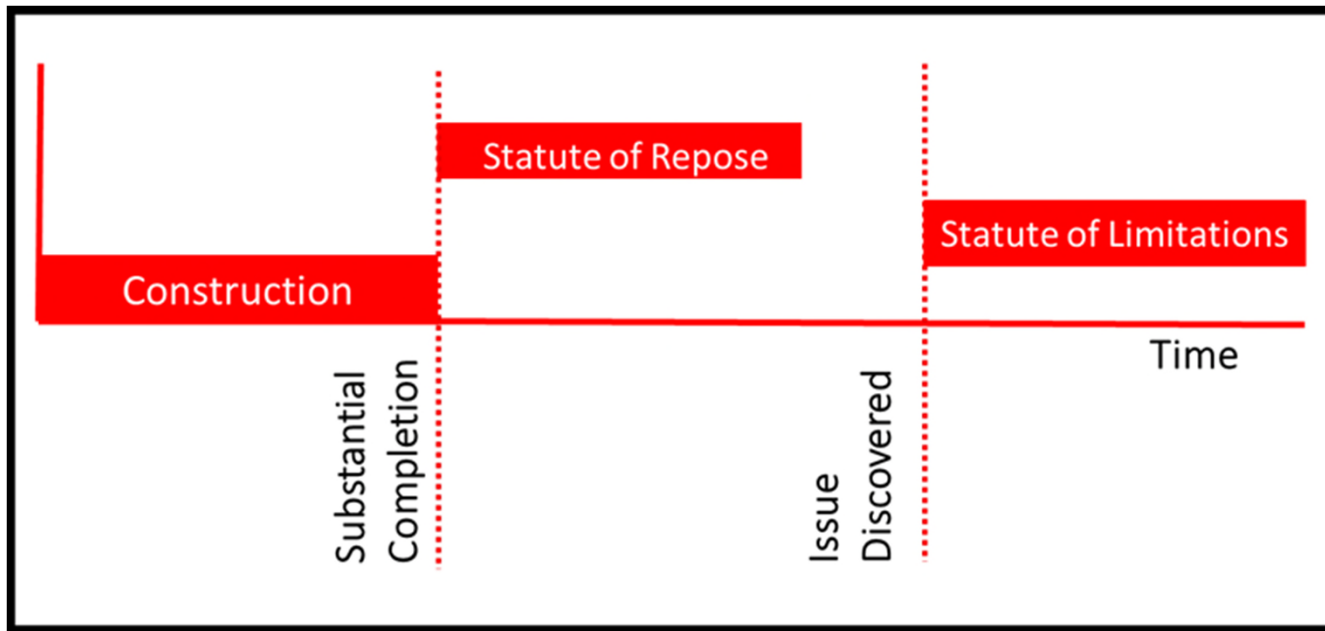 Statute of Repose
Statute of Limitations
Construction
Time
Substantial
Completion
Issue
Discovered